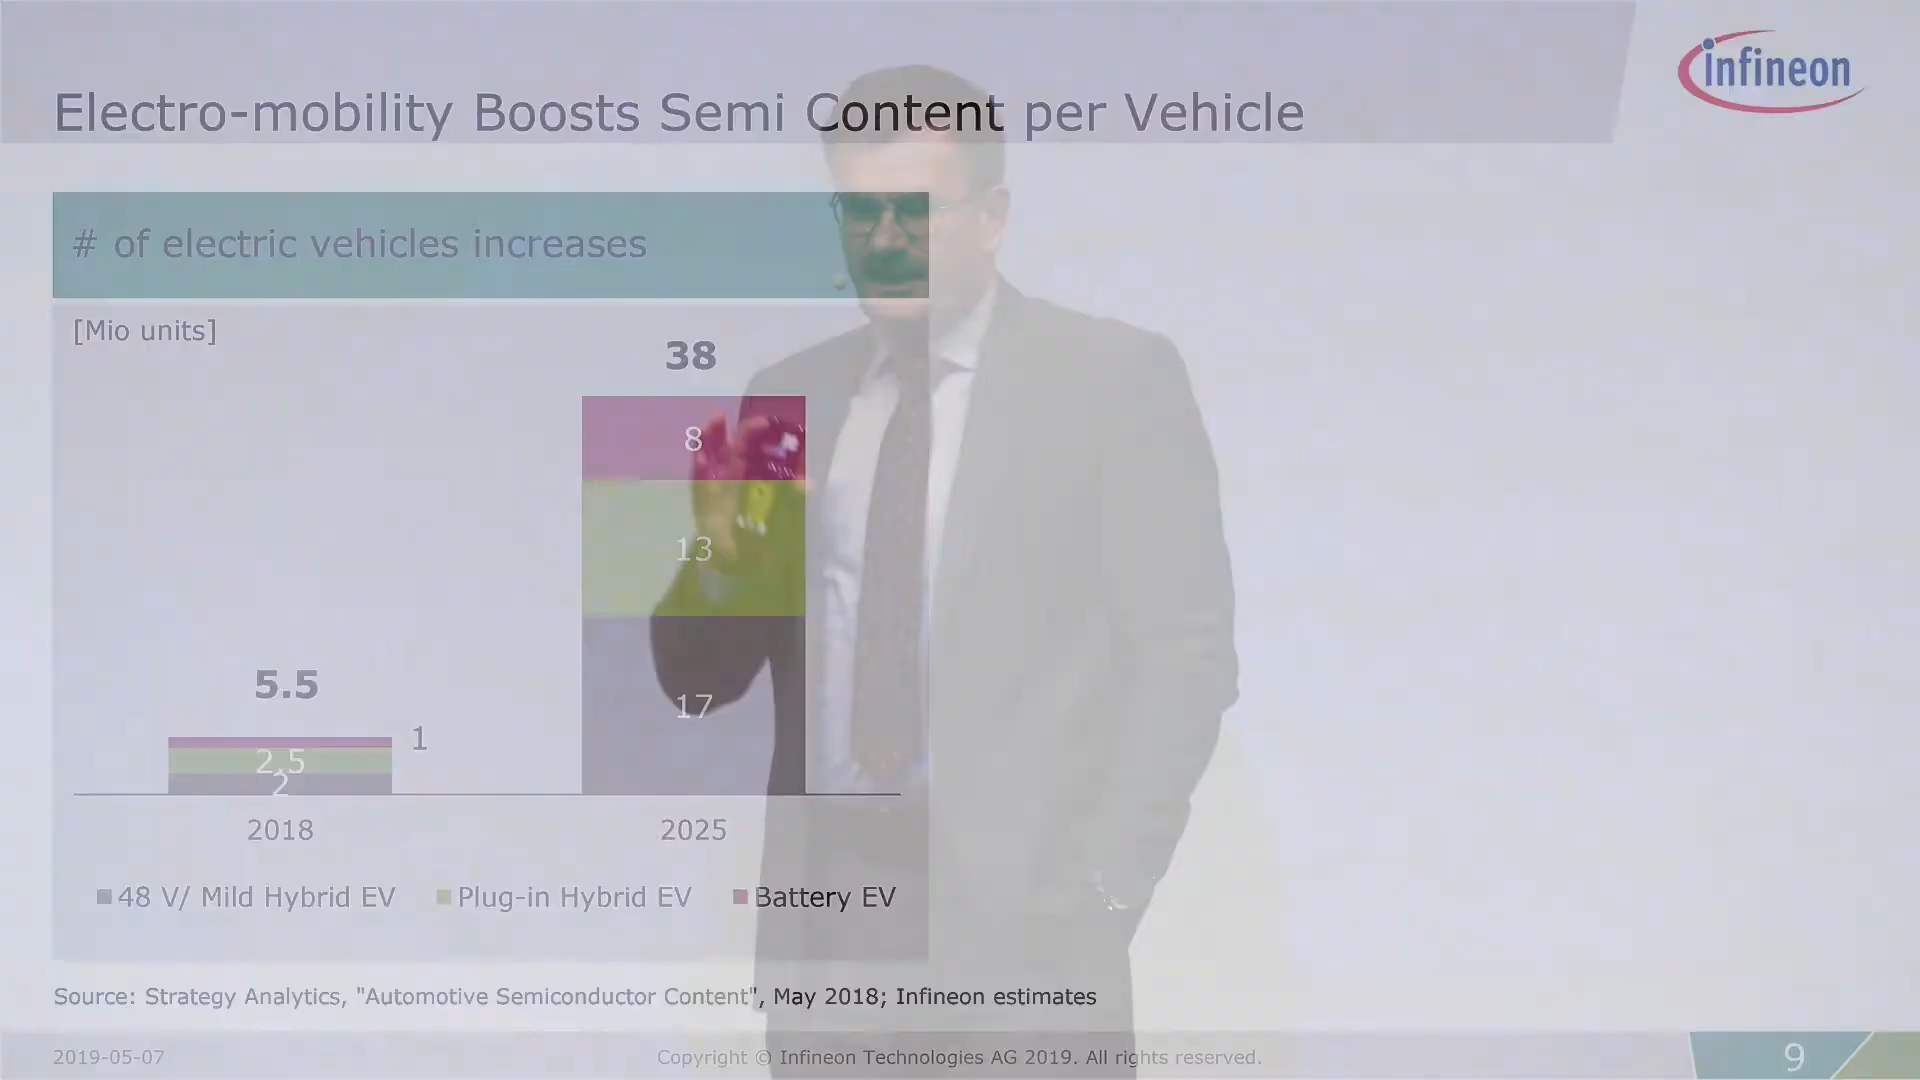 infineon
Electro-mobility Boosts Semi Content per Vehicle
# of electric vehicles increases
[Mio units]
38
8
13
17
5.5
1
2.5
2
2018 2025
48 V/ Mild Hybrid EV Plug-in Hybrid EV Battery EV
Source: Strategy Analytics, "Automotive Semiconductor Content", May 2018; Infineon estimates
2019-05-07 Copyright © Infineon Technologies AG 2019. All rights reserved. 9